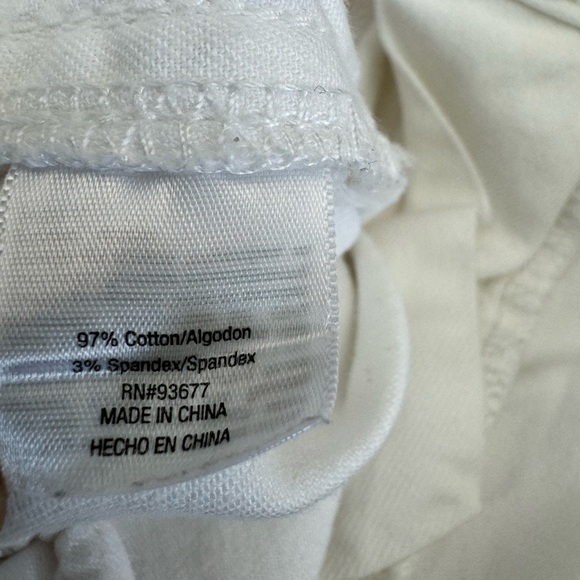 97% Cotton/Algodon
3% Spandex/Spandex
RN#93677
MADE IN CHINA
HECHO EN CHINA